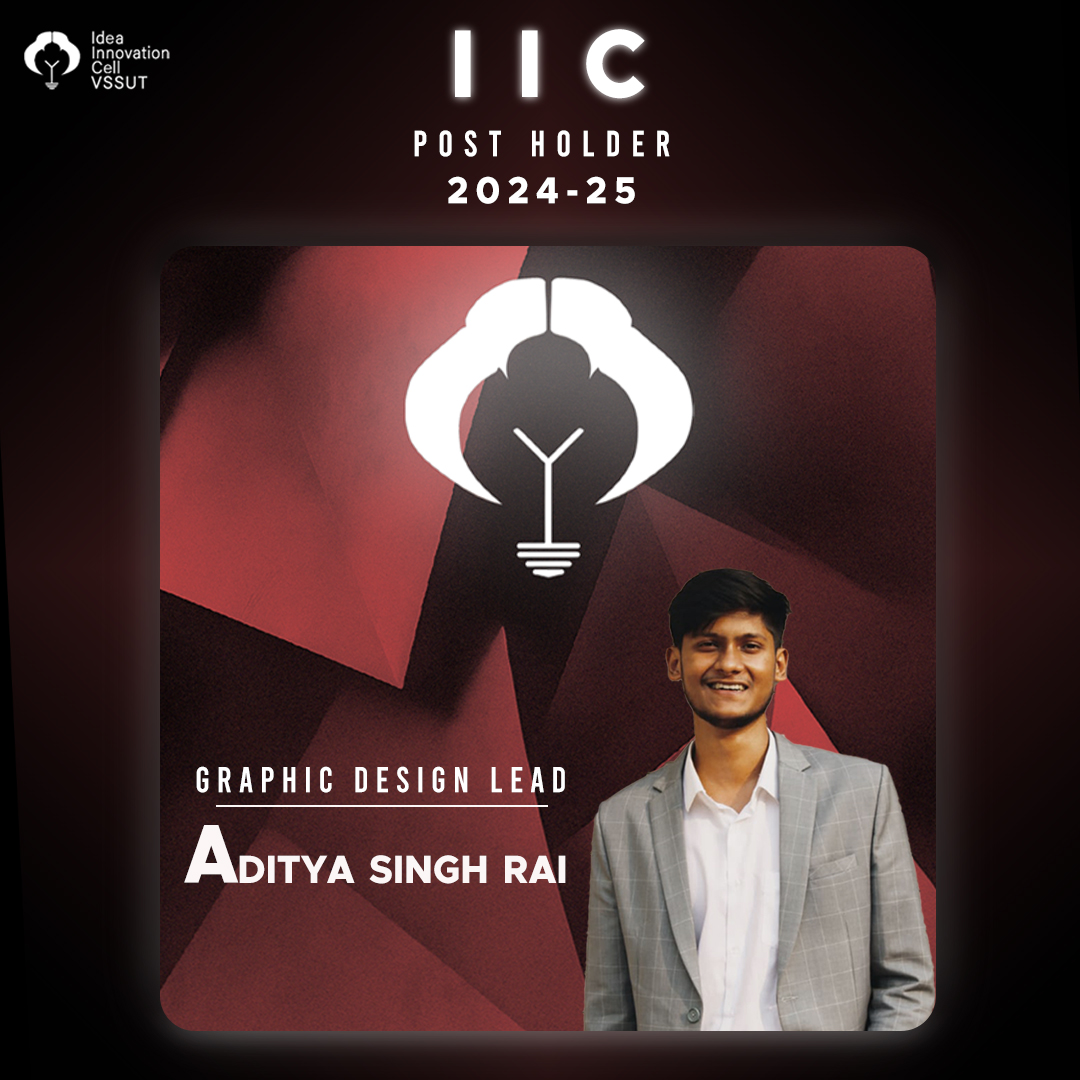 Idea
Innovation
Cell
VSSUT
IIC
POST HOLDER
2024-25
GRAPHIC DESIGN LEAD
ADITYA SINGH RAI